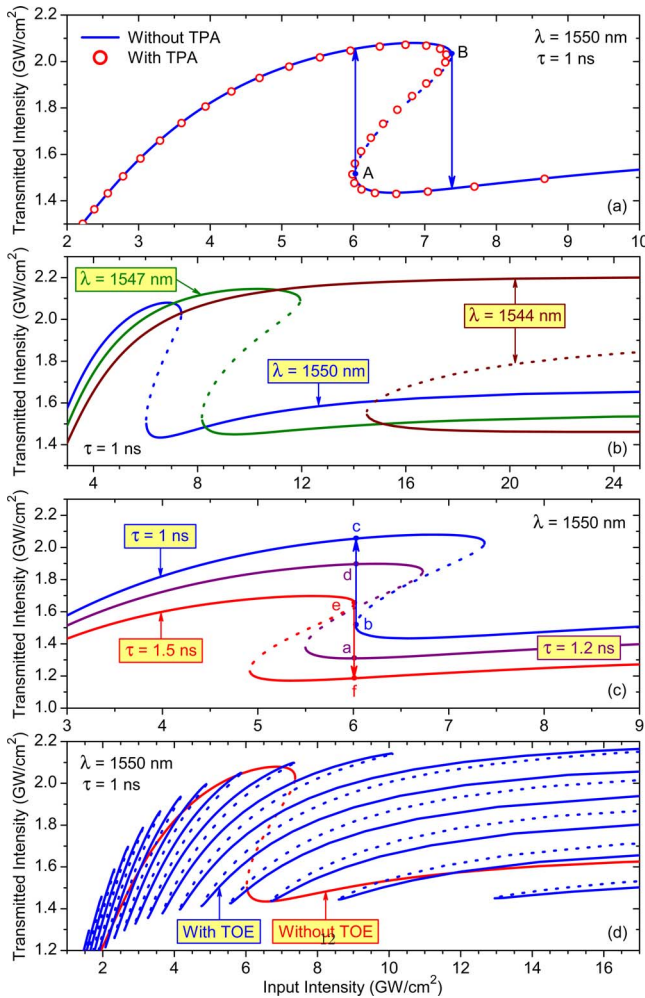 Without TPA
With TPA
λ = 1550 nm
τ = 1 ns
B
A
(a)
Transmitted Intensity (GW/cm²)
2.0
1.8
1.6
1.4
2 3 4 5 6 7 8 9 10
λ = 1547 nm
λ = 1544 nm
λ = 1550 nm
τ = 1 ns
(b)
Transmitted Intensity (GW/cm²)
2.2
2.0
1.8
1.6
1.4
4 6 8 10 12 14 16 18 20 22 24
τ = 1 ns
c
λ = 1550 nm
d
e
b
τ = 1.5 ns
a
τ = 1.2 ns
f
(c)
Transmitted Intensity (GW/cm²)
2.2
2.0
1.8
1.6
1.4
1.2
1.0
3 4 5 6 7 8 9
λ = 1550 nm
τ = 1 ns
With TOE
Without TOE
12
(d)
Transmitted Intensity (GW/cm²)
2.2
2.0
1.8
1.6
1.4
1.2
2 4 6 8 10 12 14 16
Input Intensity (GW/cm²)